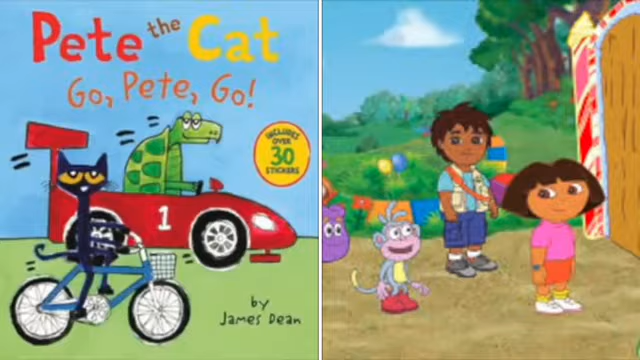 Pete the Cat
Go, Pete, Go!
INCLUDES
OVER
30
STICKERS
1
by
James Dean